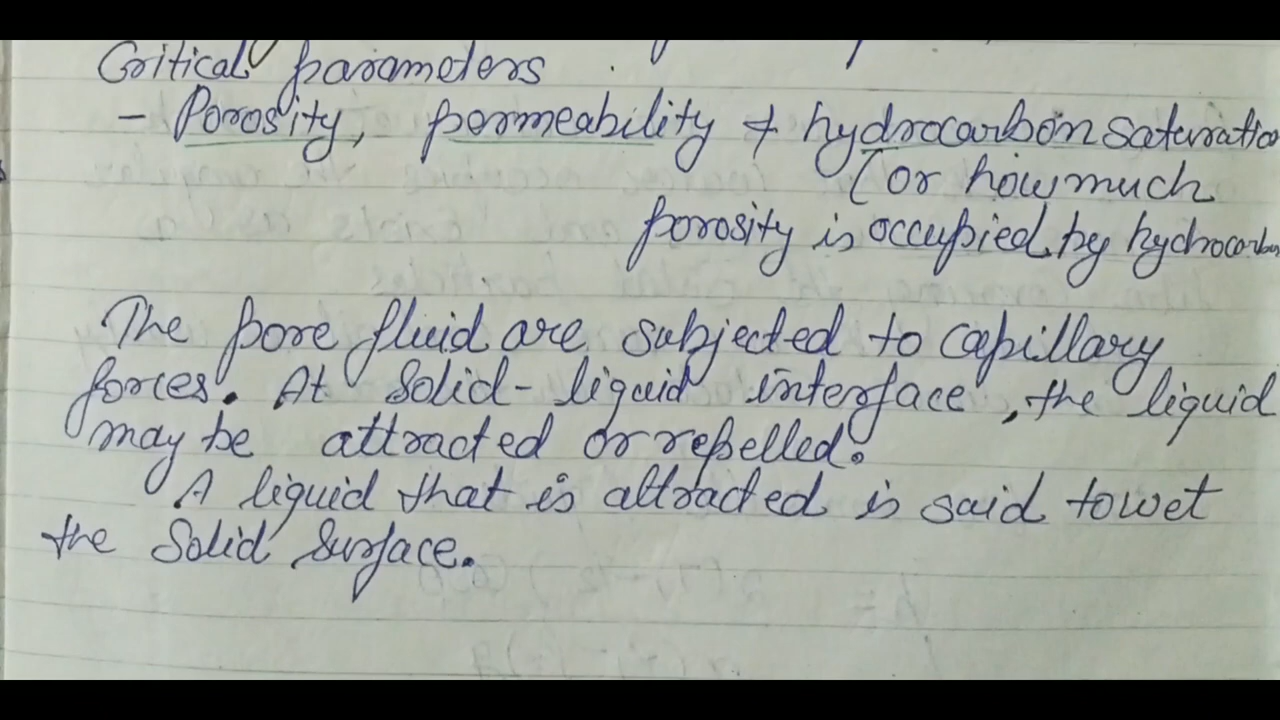 Critical parameters
- Porosity, permeability & hydrocarbon saturatio
(or how much
porosity is occupied by hydrocarbo
The pore fluid are subjected to capillary
forces. At solid-liquid interface, the liquid
may be attracted or repelled.
A liquid that is attracted is said to wet
the Solid Surface.